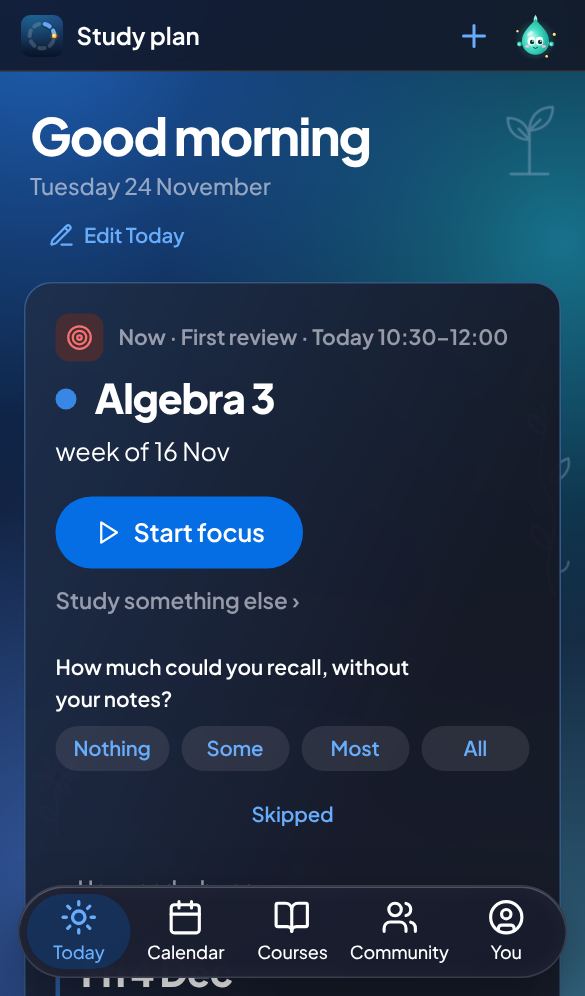 Study plan
Good morning
Tuesday 24 November
Edit Today
Now · First review · Today 10:30–12:00
Algebra 3
week of 16 Nov
Start focus
Study something else ›
How much could you recall, without
your notes?
Nothing Some Most All
Skipped
Today Calendar Courses Community You